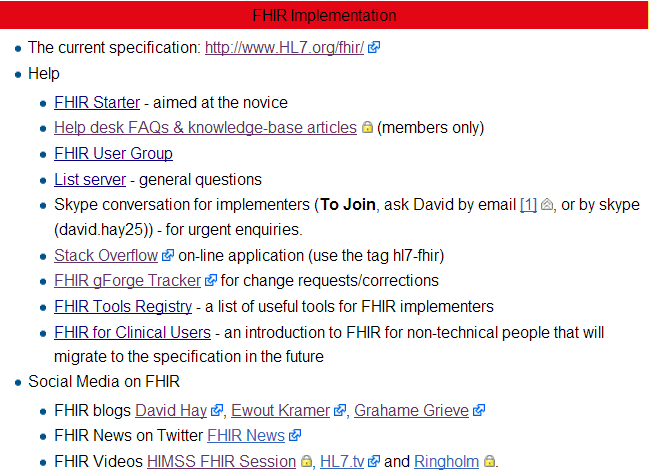 FHIR Implementation
The current specification: http://www.HL7.org/fhir/
Help
FHIR Starter - aimed at the novice
Help desk FAQs & knowledge-base articles (members only)
FHIR User Group
List server - general questions
Skype conversation for implementers (To Join, ask David by email [1], or by skype
(david.hay25)) - for urgent enquiries.
Stack Overflow on-line application (use the tag hl7-fhir)
FHIR gForge Tracker for change requests/corrections
FHIR Tools Registry - a list of useful tools for FHIR implementers
FHIR for Clinical Users - an introduction to FHIR for non-technical people that will
migrate to the specification in the future
Social Media on FHIR
FHIR blogs David Hay, Ewout Kramer, Grahame Grieve
FHIR News on Twitter FHIR News
FHIR Videos HIMSS FHIR Session, HL7.tv and Ringholm.